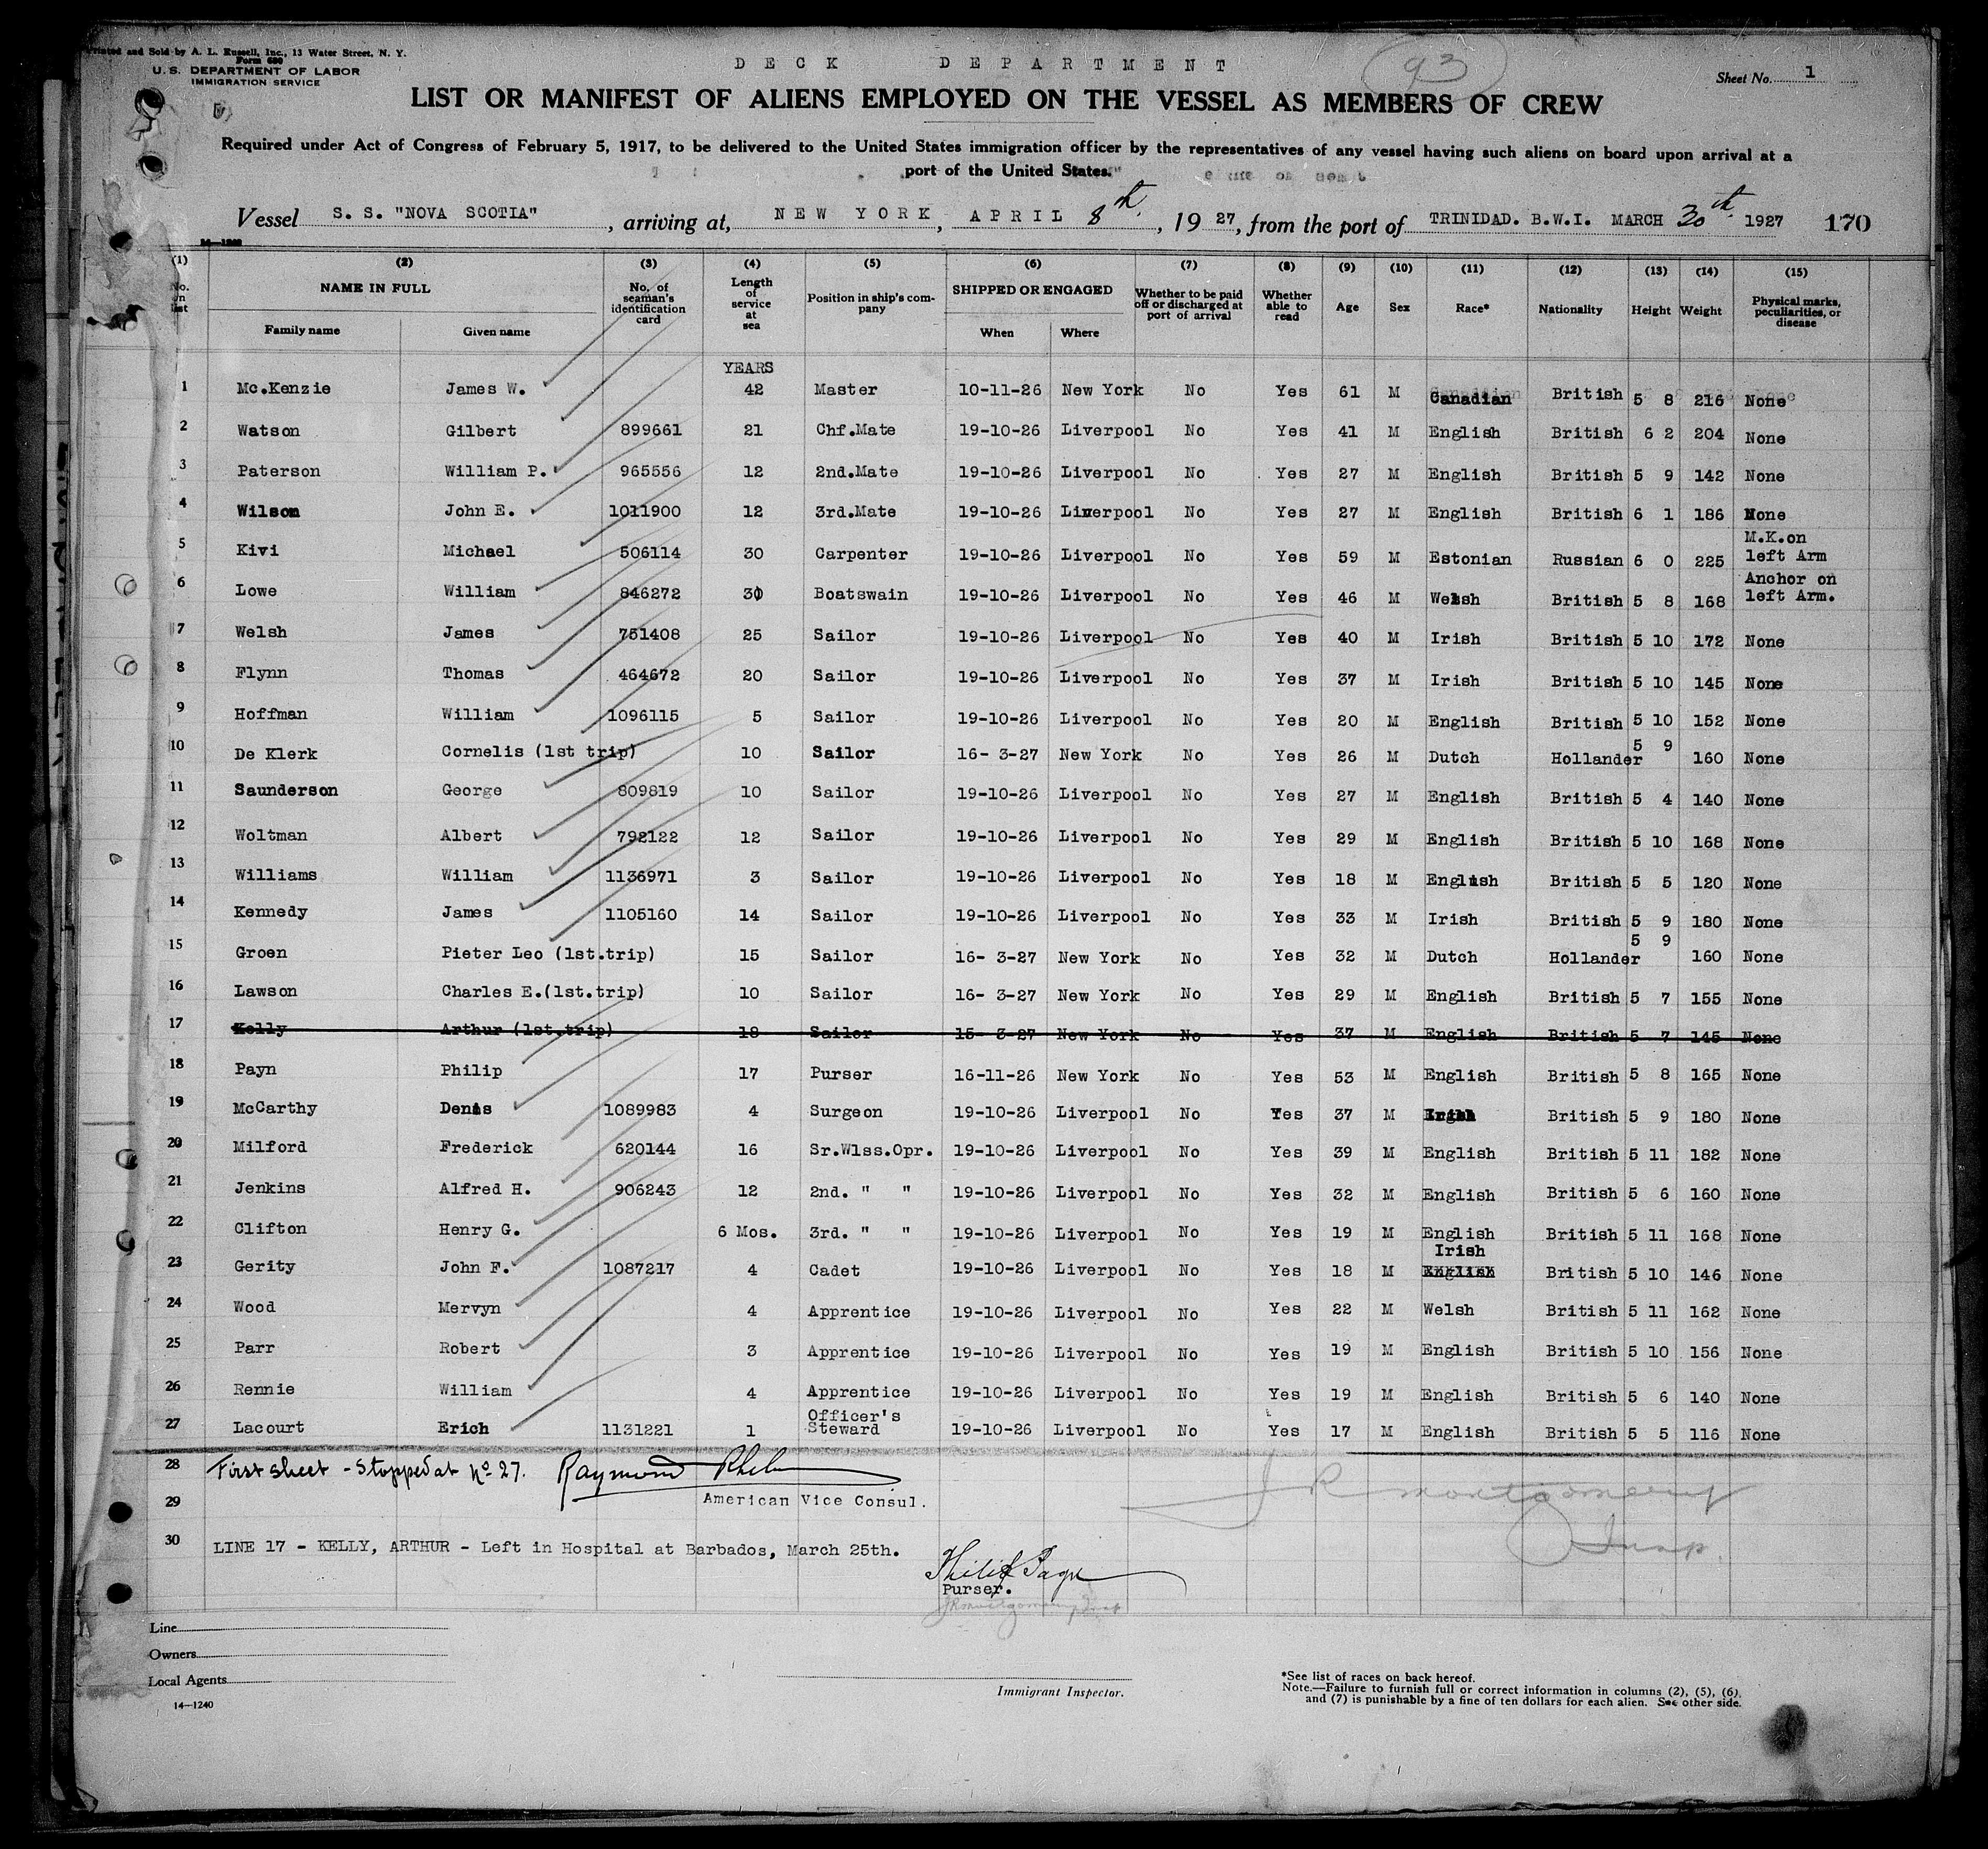 Printed and Sold by A. L. Russell, Inc., 13 Water Street, N. Y.
Form 680
U. S. DEPARTMENT OF LABOR
IMMIGRATION SERVICE
DECK DEPARTMENT
93
Sheet No. 1
LIST OR MANIFEST OF ALIENS EMPLOYED ON THE VESSEL AS MEMBERS OF CREW
Required under Act of Congress of February 5, 1917, to be delivered to the United States immigration officer by the representatives of any vessel having such aliens on board upon arrival at a
port of the United States.
Vessel S. S. "NOVA SCOTIA", arriving at, NEW YORK, APRIL 8th, 1927, from the port of TRINIDAD. B.W.I. MARCH 30th. 1927 170
14—1240
(1) (2) (3) (4) (5) (6) (7) (8) (9) (10) (11) (12) (13) (14) (15)
No. in list NAME IN FULL Family name Given name No. of seaman's identification card Length of service at sea Position in ship's company SHIPPED OR ENGAGED When Where Whether to be paid off or discharged at port of arrival Whether able to read Age Sex Race* Nationality Height Weight Physical marks, peculiarities, or disease
YEARS
1 Mc.Kenzie James W. 42 Master 10-11-26 New York No Yes 61 M Canadian British 5 8 216 None
2 Watson Gilbert 899661 21 Chf.Mate 19-10-26 Liverpool No Yes 41 M English British 6 2 204 None
3 Paterson William P. 965556 12 2nd.Mate 19-10-26 Liverpool No Yes 27 M English British 5 9 142 None
4 Wilson John E. 1011900 12 3rd.Mate 19-10-26 Liverpool No Yes 27 M English British 6 1 186 None
5 Kivi Michael 506114 30 Carpenter 19-10-26 Liverpool No Yes 59 M Estonian Russian 6 0 225 M.K.on left Arm
6 Lowe William 846272 30 Boatswain 19-10-26 Liverpool No Yes 46 M Welsh British 5 8 168 Anchor on left Arm.
7 Welsh James 751408 25 Sailor 19-10-26 Liverpool No Yes 40 M Irish British 5 10 172 None
8 Flynn Thomas 464672 20 Sailor 19-10-26 Liverpool No Yes 37 M Irish British 5 10 145 None
9 Hoffman William 1096115 5 Sailor 19-10-26 Liverpool No Yes 20 M English British 5 10 152 None
10 De Klerk Cornelis (1st trip) 10 Sailor 16- 3-27 New York No Yes 26 M Dutch Hollander 5 9 160 None
11 Saunderson George 809819 10 Sailor 19-10-26 Liverpool No Yes 27 M English British 5 4 140 None
12 Woltman Albert 792122 12 Sailor 19-10-26 Liverpool No Yes 29 M English British 5 10 168 None
13 Williams William 1136971 3 Sailor 19-10-26 Liverpool No Yes 18 M English British 5 5 120 None
14 Kennedy James 1105160 14 Sailor 19-10-26 Liverpool No Yes 33 M Irish British 5 9 180 None
15 Groen Pieter Leo (1st.trip) 15 Sailor 16- 3-27 New York No Yes 32 M Dutch Hollander 5 9 160 None
16 Lawson Charles E.(1st.trip) 10 Sailor 16- 3-27 New York No Yes 29 M English British 5 7 155 None
17 Kelly Arthur (1st.trip) 18 Sailor 15- 3-27 New York No Yes 37 M English British 5 7 145 None
18 Payn Philip 17 Purser 16-11-26 New York No Yes 53 M English British 5 8 165 None
19 McCarthy Denis 1089983 4 Surgeon 19-10-26 Liverpool No Yes 37 M Irish British 5 9 180 None
20 Milford Frederick 620144 16 Sr.Wlss.Opr. 19-10-26 Liverpool No Yes 39 M English British 5 11 182 None
21 Jenkins Alfred H. 906243 12 2nd. " " 19-10-26 Liverpool No Yes 32 M English British 5 6 160 None
22 Clifton Henry G. 6 Mos. 3rd. " " 19-10-26 Liverpool No Yes 19 M English British 5 11 168 None
23 Gerity John F. 1087217 4 Cadet 19-10-26 Liverpool No Yes 18 M Irish English British 5 10 146 None
24 Wood Mervyn 4 Apprentice 19-10-26 Liverpool No Yes 22 M Welsh British 5 11 162 None
25 Parr Robert 3 Apprentice 19-10-26 Liverpool No Yes 19 M English British 5 10 156 None
26 Rennie William 4 Apprentice 19-10-26 Liverpool No Yes 19 M English British 5 6 140 None
27 Lacourt Erich 1131221 1 Officer's Steward 19-10-26 Liverpool No Yes 17 M English British 5 5 116 None
28 First sheet - Stopped at No 27. Raymond
29 American Vice Consul. J R Montgomery
Insp.
30 LINE 17 - KELLY, ARTHUR - Left in Hospital at Barbados, March 25th.
Philip Payn
Purser.
JR Montgomery Insp
Line
Owners
Local Agents
14—1240
Immigrant Inspector.
*See list of races on back hereof.
Note.—Failure to furnish full or correct information in columns (2), (5), (6), and (7) is punishable by a fine of ten dollars for each alien. See other side.